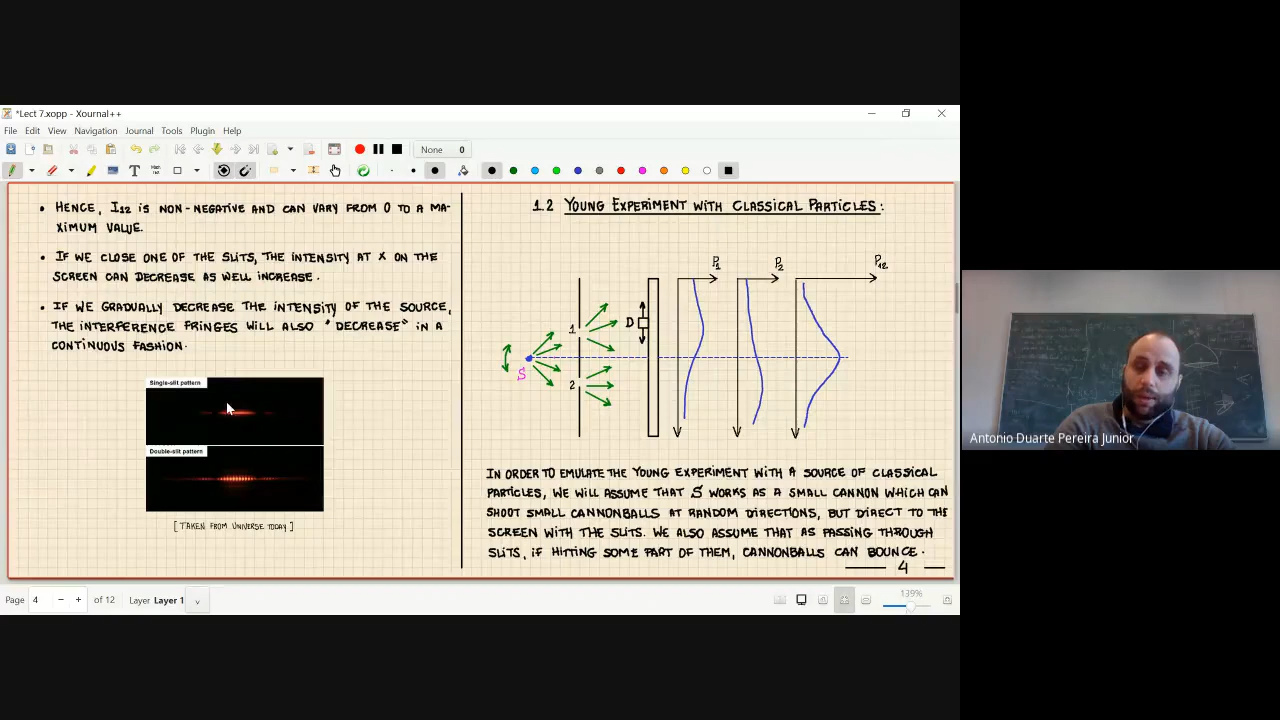 *Lect 7.xopp - Xournal++
File Edit View Navigation Journal Tools Plugin Help
None 0
• HENCE, I12 IS NON-NEGATIVE AND CAN VARY FROM 0 TO A MA-
XIMUM VALUE.
• IF WE CLOSE ONE OF THE SLITS, THE INTENSITY AT X ON THE
SCREEN CAN DECREASE AS WELL INCREASE.
• IF WE GRADUALLY DECREASE THE INTENSITY OF THE SOURCE,
THE INTERFERENCE FRINGES WILL ALSO "DECREASE" IN A
CONTINUOUS FASHION.
Single-slit pattern
Double-slit pattern
[TAKEN FROM UNIVERSE TODAY]
1.2 YOUNG EXPERIMENT WITH CLASSICAL PARTICLES:
P1 P2 P12
1
D
S
2
IN ORDER TO EMULATE THE YOUNG EXPERIMENT WITH A SOURCE OF CLASSICAL
PARTICLES, WE WILL ASSUME THAT S WORKS AS A SMALL CANNON WHICH CAN
SHOOT SMALL CANNONBALLS AT RANDOM DIRECTIONS, BUT DIRECT TO THE
SCREEN WITH THE SLITS. WE ALSO ASSUME THAT AS PASSING THROUGH
SLITS, IF HITTING SOME PART OF THEM, CANNONBALLS CAN BOUNCE.
4
Page 4 - + of 12 Layer Layer 1
139%
Antonio Duarte Pereira Junior